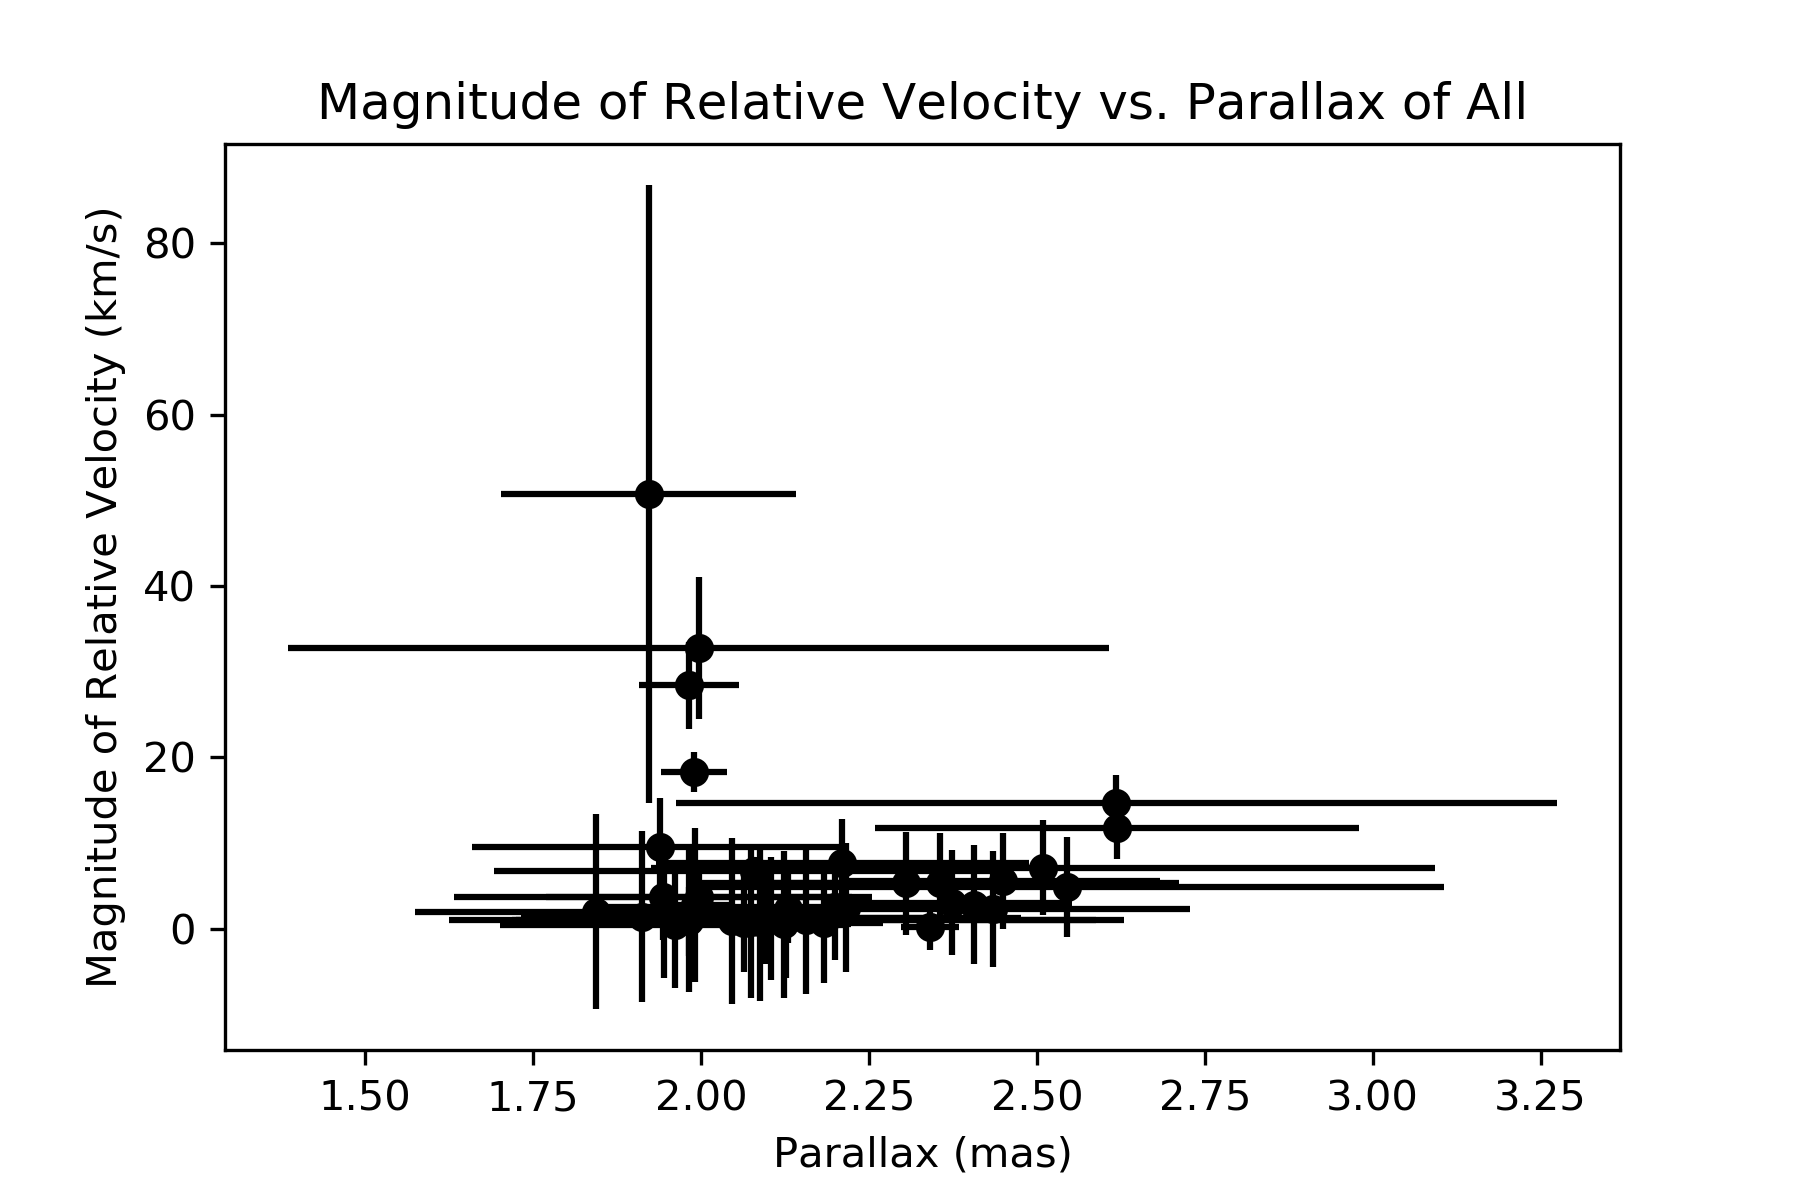 Magnitude of Relative Velocity vs. Parallax of All
Magnitude of Relative Velocity (km/s)
80
60
40
20
0
1.50 1.75 2.00 2.25 2.50 2.75 3.00 3.25
Parallax (mas)